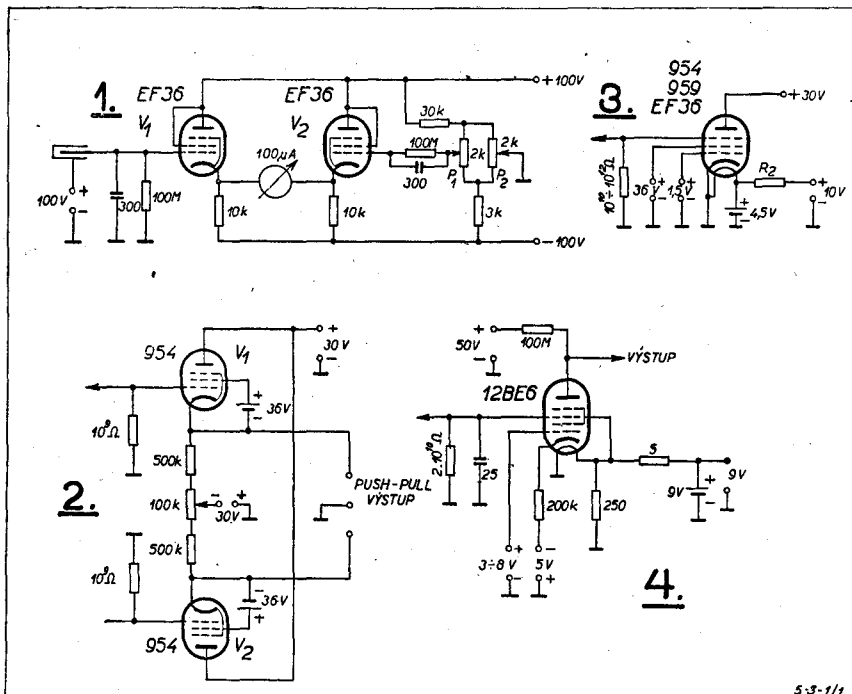 1.
EF36
V₁
EF36
V₂
+100V
30k
100µA
100M
300
2k
P₁
2k
P₂
100V
+
-
300
100M
10k
10k
3k
-100V
3.
954
959
EF36
+30V
10¹⁰÷10¹²Ω
36V
+
-
1,5V
+
-
R₂
+
-
4,5V
+
10V
-
2.
954
V₁
+
30V
-
+
36V
-
10⁹Ω
500k
100k
- +
30V
500k
PUSH-PULL
VÝSTUP
10⁹Ω
-
36V
+
954
V₂
4.
+
50V
-
100M
VÝSTUP
12BE6
2.10¹⁰Ω
25
5
200k
250
+
9V
-
9V
+
3÷8V
-
-
5V
+
5-3-1/1